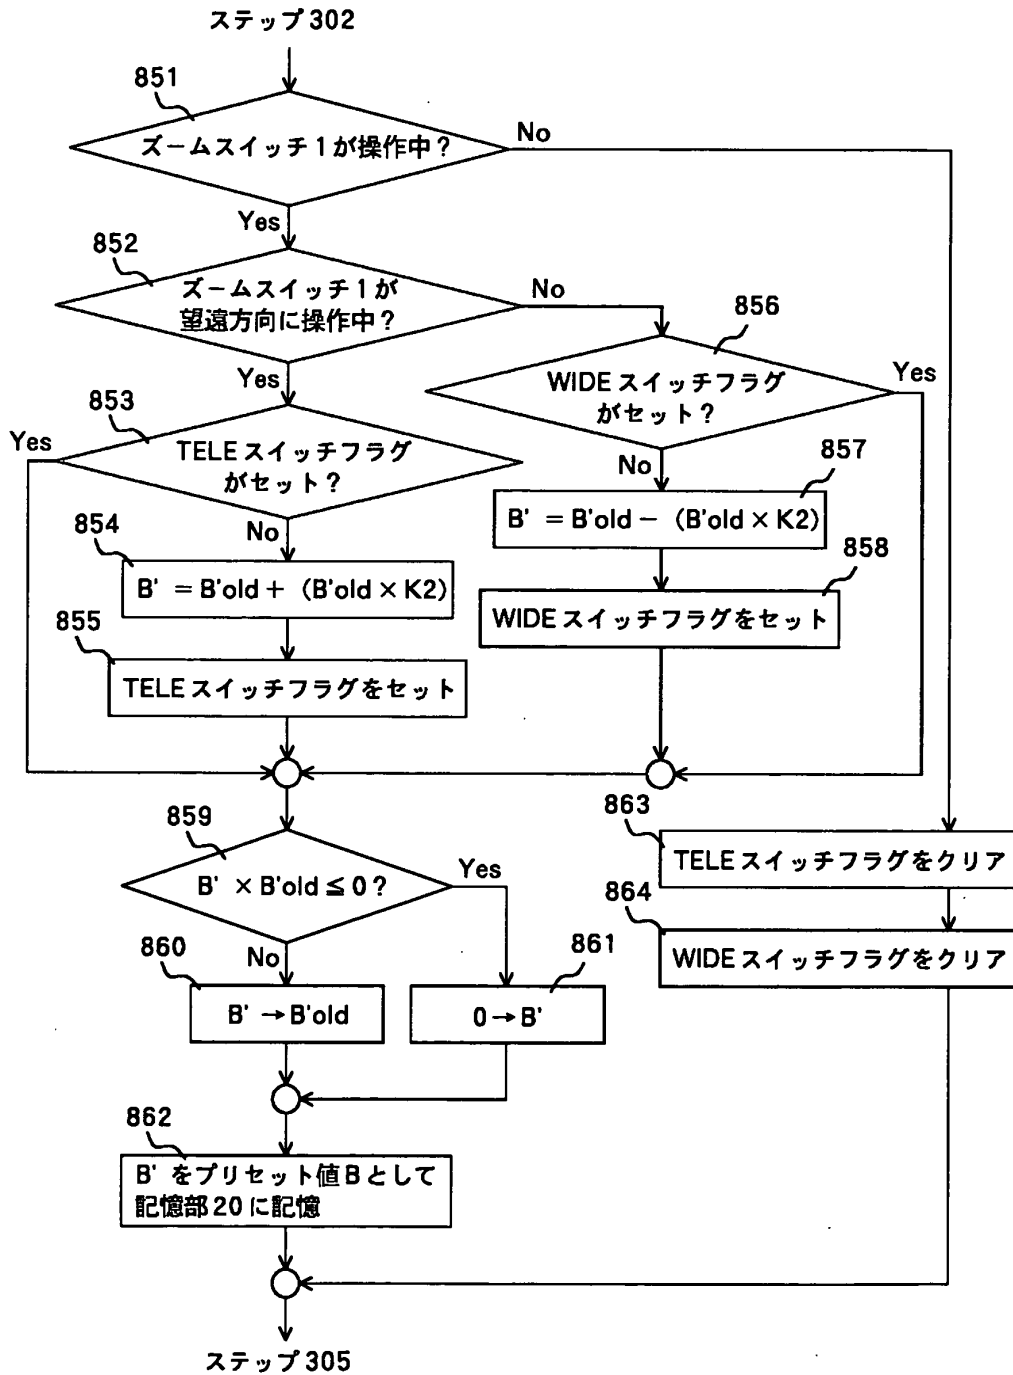 ステップ302
851
ズームスイッチ1が操作中?
No
Yes
852
ズームスイッチ1が
望遠方向に操作中?
No
Yes
856
WIDEスイッチフラグ
がセット?
Yes
No
853
Yes
TELEスイッチフラグ
がセット?
No
857
B' = B'old − (B'old × K2)
854
B' = B'old + (B'old × K2)
858
WIDEスイッチフラグをセット
855
TELEスイッチフラグをセット
859
B' × B'old ≦ 0?
Yes
No
863
TELEスイッチフラグをクリア
864
WIDEスイッチフラグをクリア
860
B' → B'old
861
0 → B'
862
B' をプリセット値Bとして
記憶部20に記憶
ステップ305